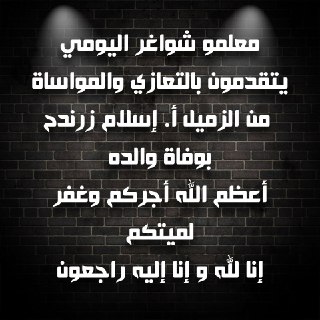 معلمو شواغر اليومي
يتقدمون بالتعازي والمواساة
من الزميل أ. إسلام زرندح
بوفاة والده
أعظم الله أجركم وغفر
لميتكم
إنا لله و إنا إليه راجعون